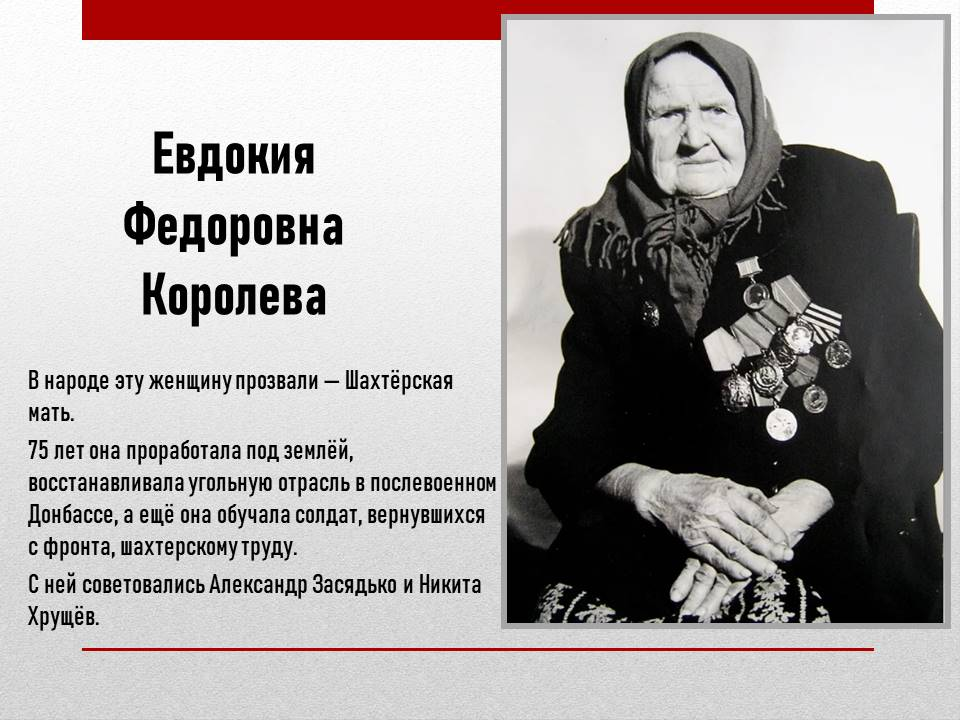 Евдокия
Федоровна
Королева
В народе эту женщину прозвали – Шахтёрская
мать.
75 лет она проработала под землёй,
восстанавливала угольную отрасль в послевоенном
Донбассе, а ещё она обучала солдат, вернувшихся
с фронта, шахтерскому труду.
С ней советовались Александр Засядько и Никита
Хрущёв.